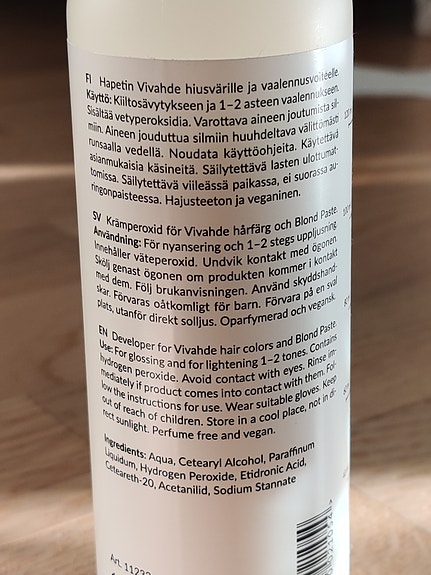 FI Hapetin Vivahde hiusvärille ja vaalennusvoiteelle.
Käyttö: Kiiltosävytykseen ja 1–2 asteen vaalennukseen.
Sisältää vetyperoksidia. Varottava aineen joutumista sil-
miin. Aineen jouduttua silmiin huuhdeltava välittömästi
runsaalla vedellä. Noudata käyttöohjeita. Käytettävä
asianmukaisia käsineitä. Säilytettävä lasten ulottumat-
tomissa. Säilytettävä viileässä paikassa, ei suorassa au-
ringonpaisteessa. Hajusteeton ja vegaaninen.
SV Krämperoxid för Vivahde hårfärg och Blond Paste.
Användning: För nyansering och 1–2 stegs uppljusning.
Innehåller väteperoxid. Undvik kontakt med ögonen.
Skölj genast ögonen om produkten kommer i kontakt
med dem. Följ brukanvisningen. Använd skyddshand-
skar. Förvaras oåtkomligt för barn. Förvara på en sval
plats, utanför direkt solljus. Oparfymerad och vegansk.
EN Developer for Vivahde hair colors and Blond Paste.
Use: For glossing and for lightening 1–2 tones. Contains
hydrogen peroxide. Avoid contact with eyes. Rinse im-
mediately if product comes into contact with them. Fol-
low the instructions for use. Wear suitable gloves. Keep
out of reach of children. Store in a cool place, not in di-
rect sunlight. Perfume free and vegan.
Ingredients: Aqua, Cetearyl Alcohol, Paraffinum
Liquidum, Hydrogen Peroxide, Etidronic Acid,
Ceteareth-20, Acetanilid, Sodium Stannate
Art.